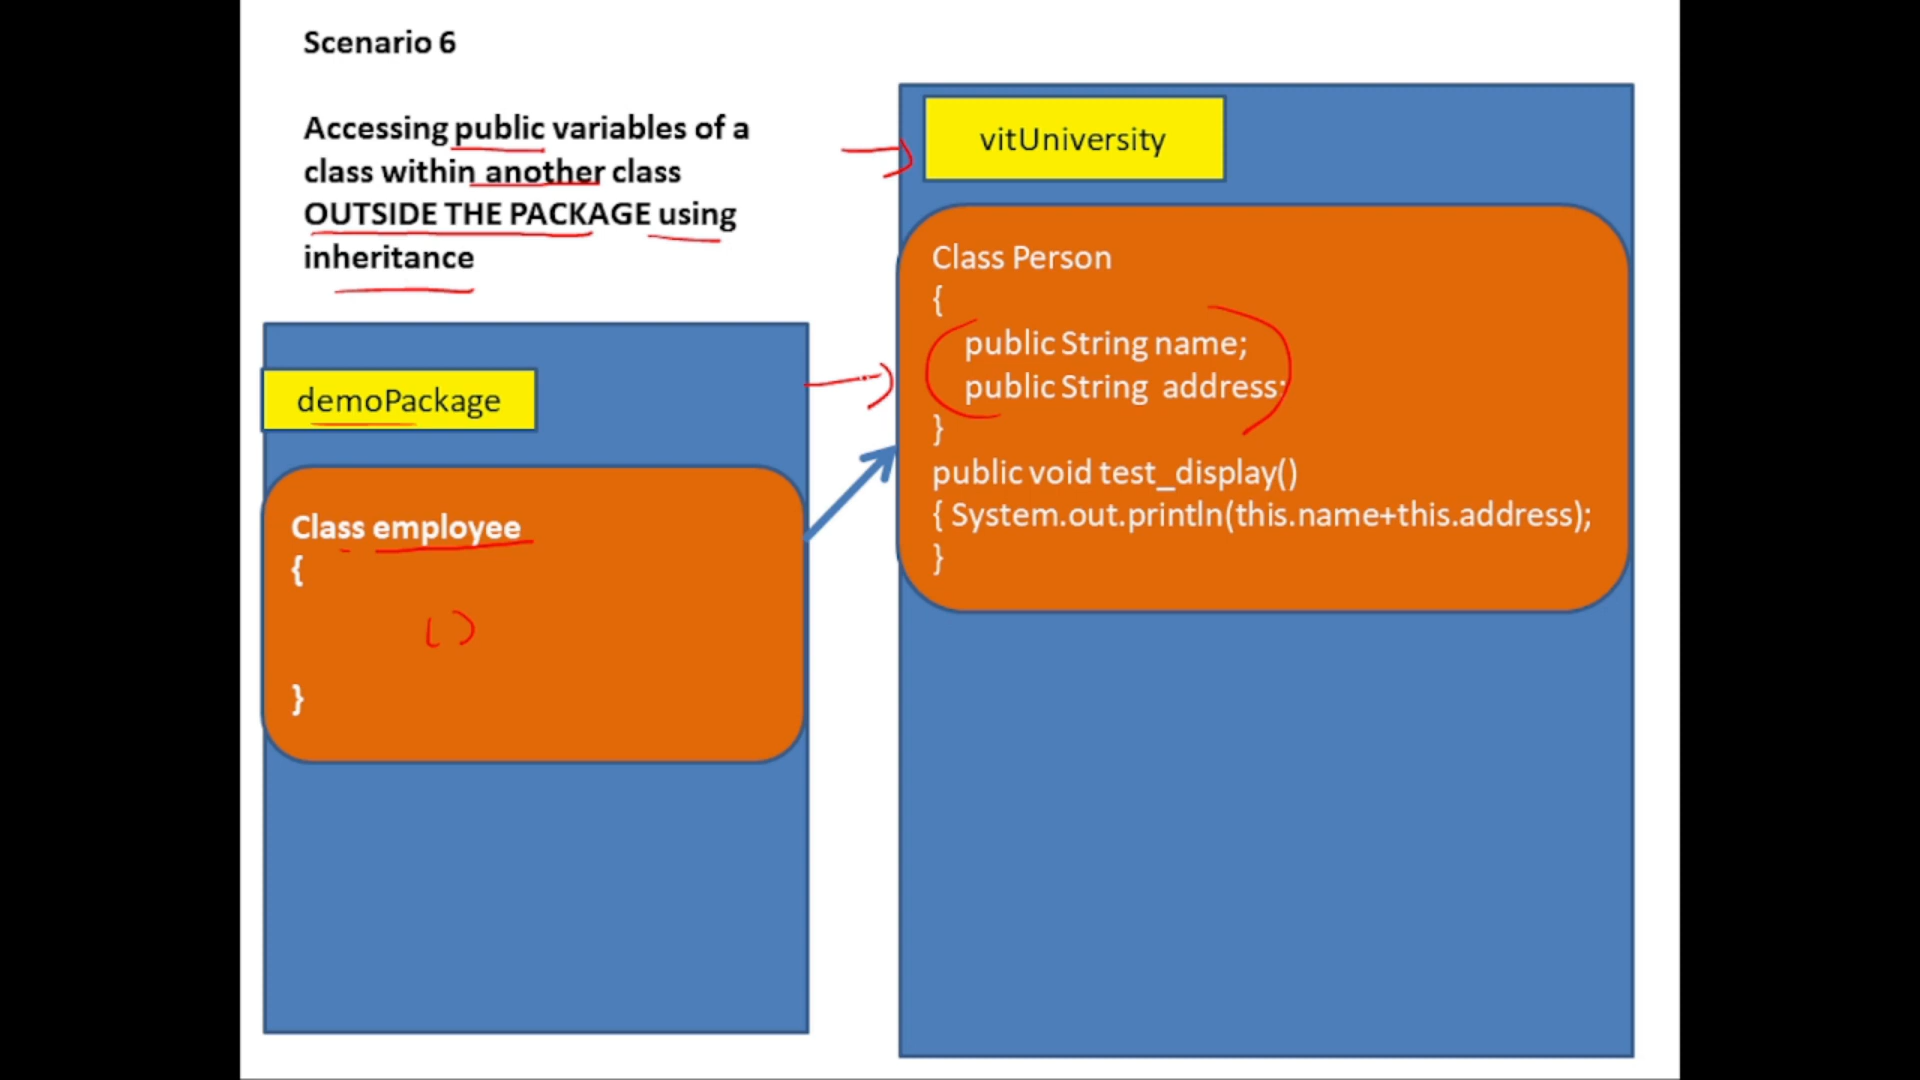 Scenario 6
Accessing public variables of a
class within another class
OUTSIDE THE PACKAGE using
inheritance
demoPackage
Class employee
{
}
vitUniversity
Class Person
{
public String name;
public String address;
}
public void test_display()
{ System.out.println(this.name+this.address);
}